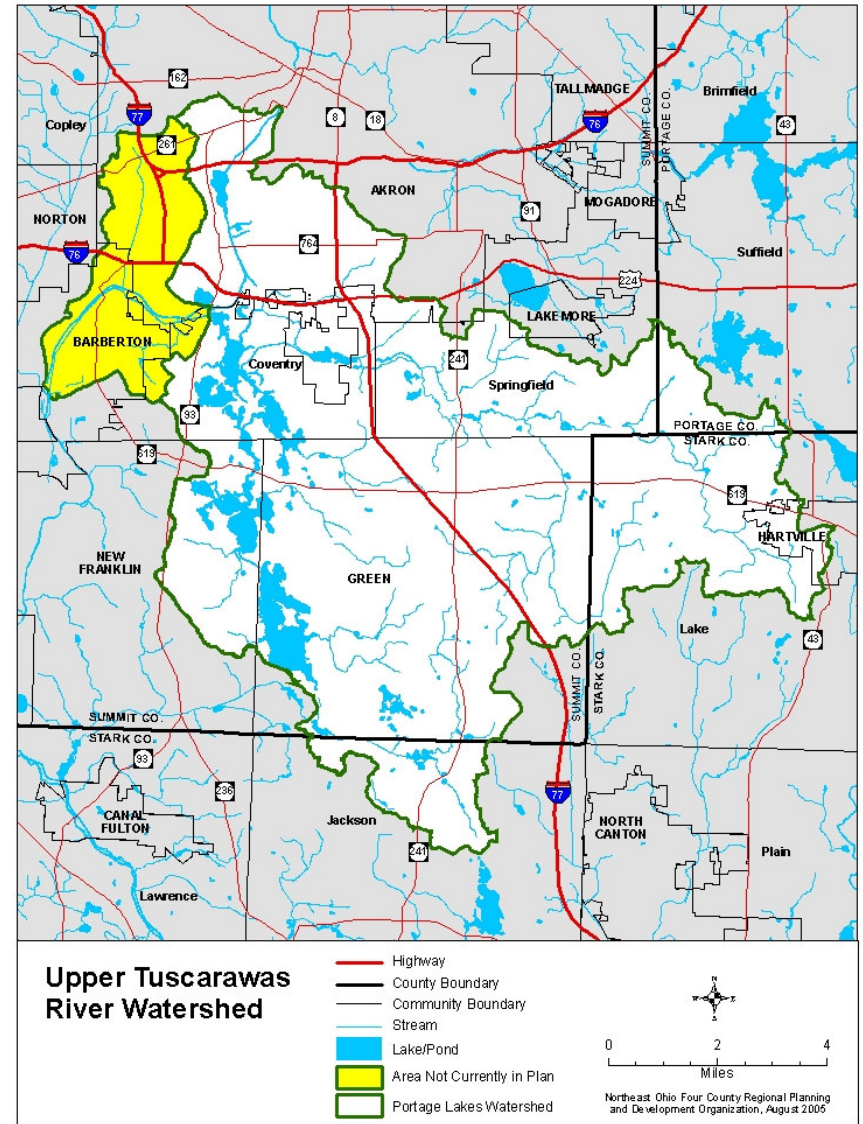 162
TALLMADGE
Brimfield
77
Copley
8
18
76
43
261
SUMMIT CO.
PORTAGE CO.
AKRON
MOGADORE
NORTON
91
76
764
Suffield
224
LAKEMORE
BARBERTON
Coventry
241
Springfield
93
PORTAGE CO.
STARK CO.
619
619
HARTVILLE
NEW
FRANKLIN
GREEN
Lake
43
SUMMIT CO.
STARK CO.
SUMMIT CO.
STARK CO.
93
236
77
CANAL
FULTON
Jackson
241
NORTH
CANTON
Plain
Lawrence
Upper Tuscarawas
River Watershed
Highway
County Boundary
Community Boundary
Stream
Lake/Pond
Area Not Currently in Plan
Portage Lakes Watershed
N
W
E
S
0 2 4
Miles
Northeast Ohio Four County Regional Planning
and Development Organization, August 2005